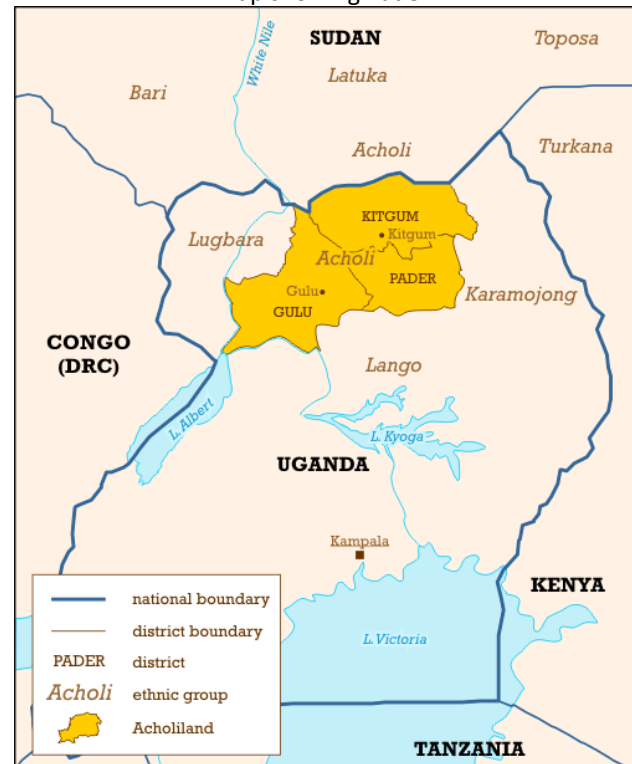 SUDAN
Toposa
White Nile
Latuka
Bari
Acholi
Turkana
KITGUM
Kitgum
Lugbara
Acholi
PADER
Gulu
Karamojong
GULU
CONGO
(DRC)
Lango
L. Albert
L. Kyoga
UGANDA
Kampala
KENYA
L. Victoria
national boundary
district boundary
PADER district
Acholi ethnic group
Acholiland
TANZANIA